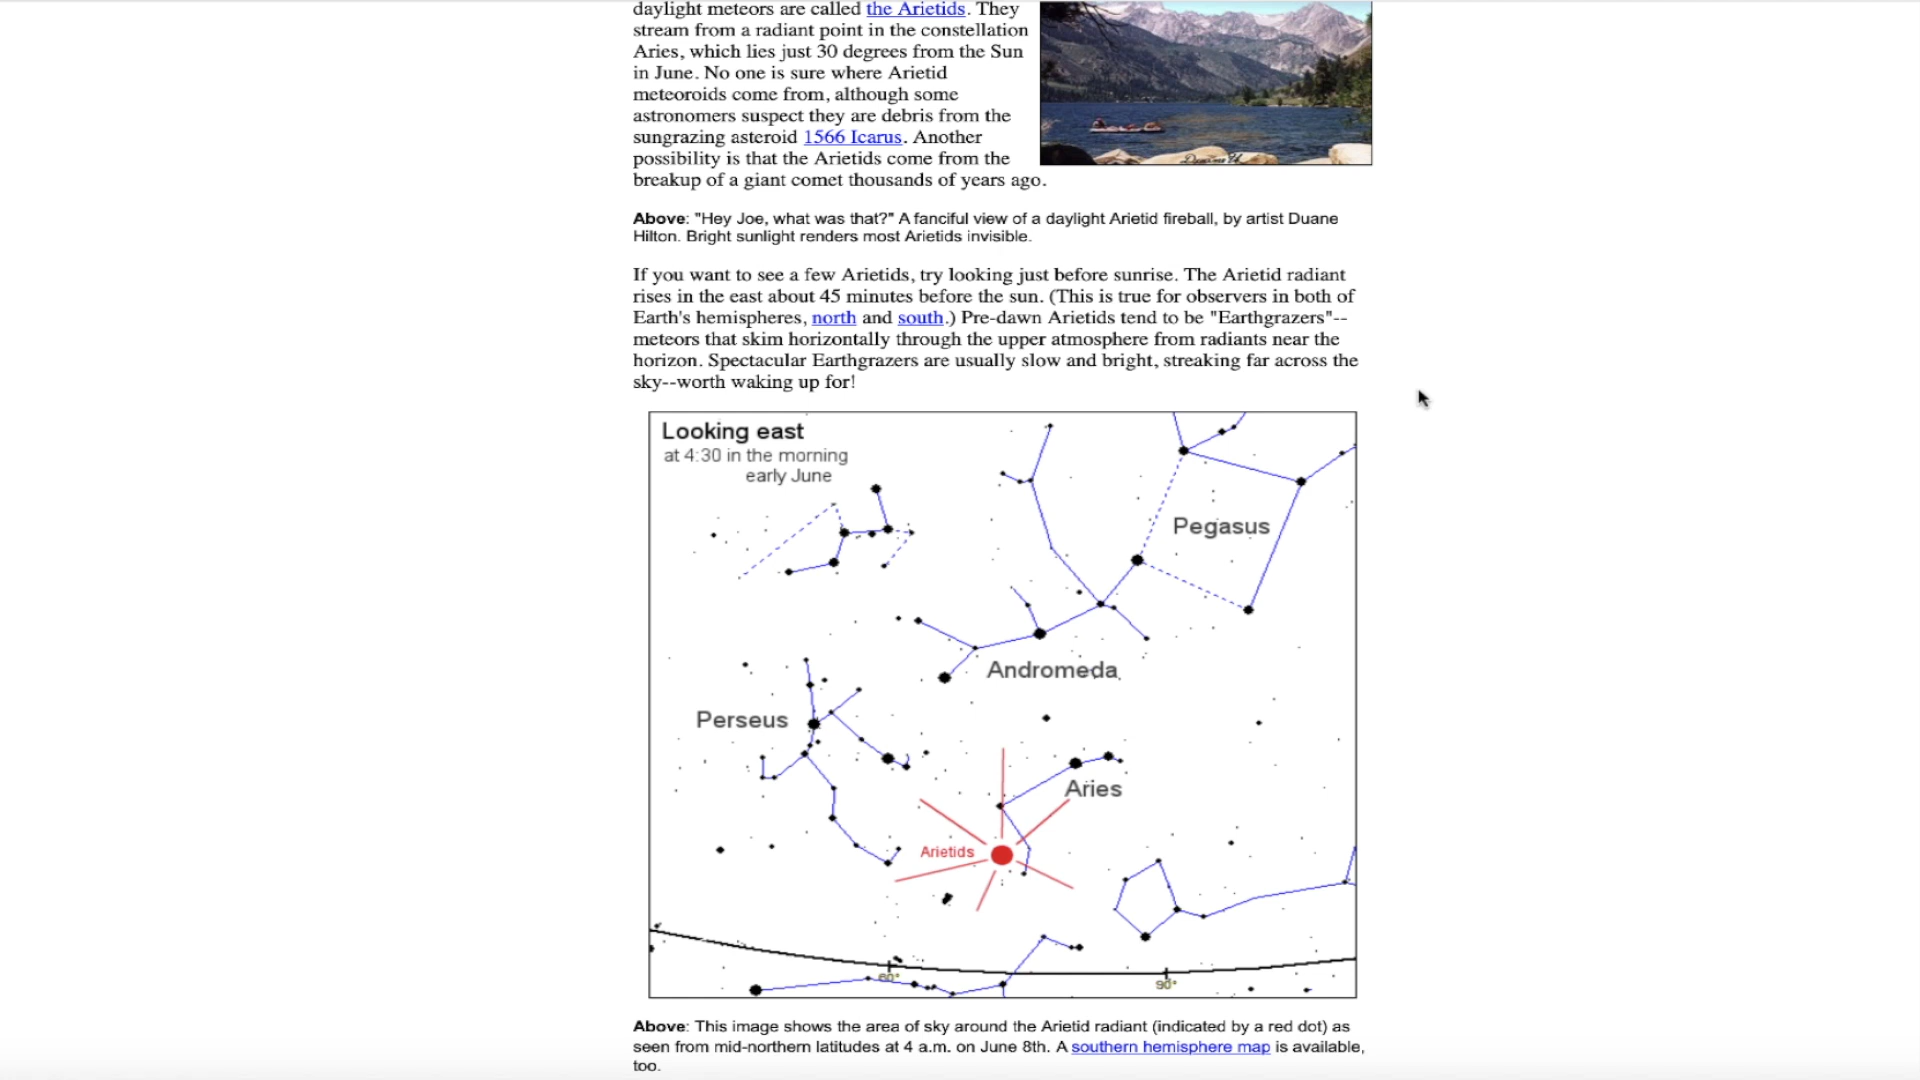 daylight meteors are called the Arietids. They
stream from a radiant point in the constellation
Aries, which lies just 30 degrees from the Sun
in June. No one is sure where Arietid
meteoroids come from, although some
astronomers suspect they are debris from the
sungrazing asteroid 1566 Icarus. Another
possibility is that the Arietids come from the
breakup of a giant comet thousands of years ago.
Above: "Hey Joe, what was that?" A fanciful view of a daylight Arietid fireball, by artist Duane
Hilton. Bright sunlight renders most Arietids invisible.
If you want to see a few Arietids, try looking just before sunrise. The Arietid radiant
rises in the east about 45 minutes before the sun. (This is true for observers in both of
Earth's hemispheres, north and south.) Pre-dawn Arietids tend to be "Earthgrazers"--
meteors that skim horizontally through the upper atmosphere from radiants near the
horizon. Spectacular Earthgrazers are usually slow and bright, streaking far across the
sky--worth waking up for!
Looking east
at 4:30 in the morning
early June
Pegasus
Andromeda
Perseus
Aries
Arietids
60°
90°
Above: This image shows the area of sky around the Arietid radiant (indicated by a red dot) as
seen from mid-northern latitudes at 4 a.m. on June 8th. A southern hemisphere map is available,
too.